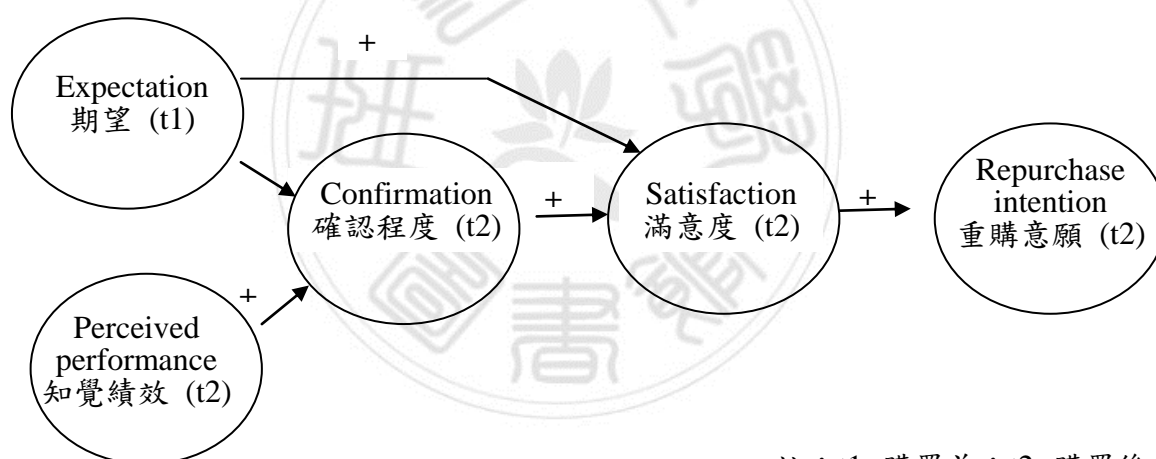 +
Expectation
期望 (t1)
Confirmation
確認程度 (t2)
+
Satisfaction
滿意度 (t2)
+
Repurchase
intention
重購意願 (t2)
+
Perceived
performance
知覺績效 (t2)
書